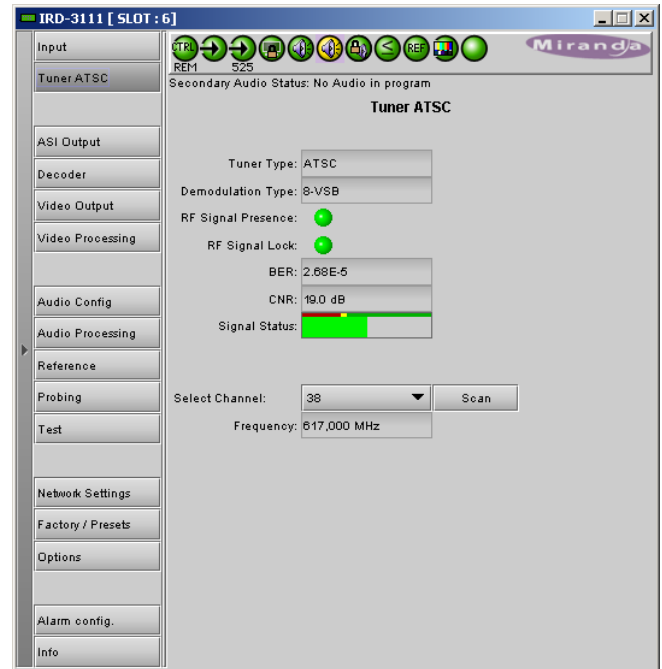 IRD-3111 [ SLOT : 6]
Input
Tuner ATSC
ASI Output
Decoder
Video Output
Video Processing
Audio Config
Audio Processing
Reference
Probing
Test
Network Settings
Factory / Presets
Options
Alarm config.
Info
CTRL
REF
REM
525
Miranda
Secondary Audio Status: No Audio in program
Tuner ATSC
Tuner Type: ATSC
Demodulation Type: 8-VSB
RF Signal Presence:
RF Signal Lock:
BER: 2.68E-5
CNR: 19.0 dB
Signal Status:
Select Channel: 38 Scan
Frequency: 617,000 MHz